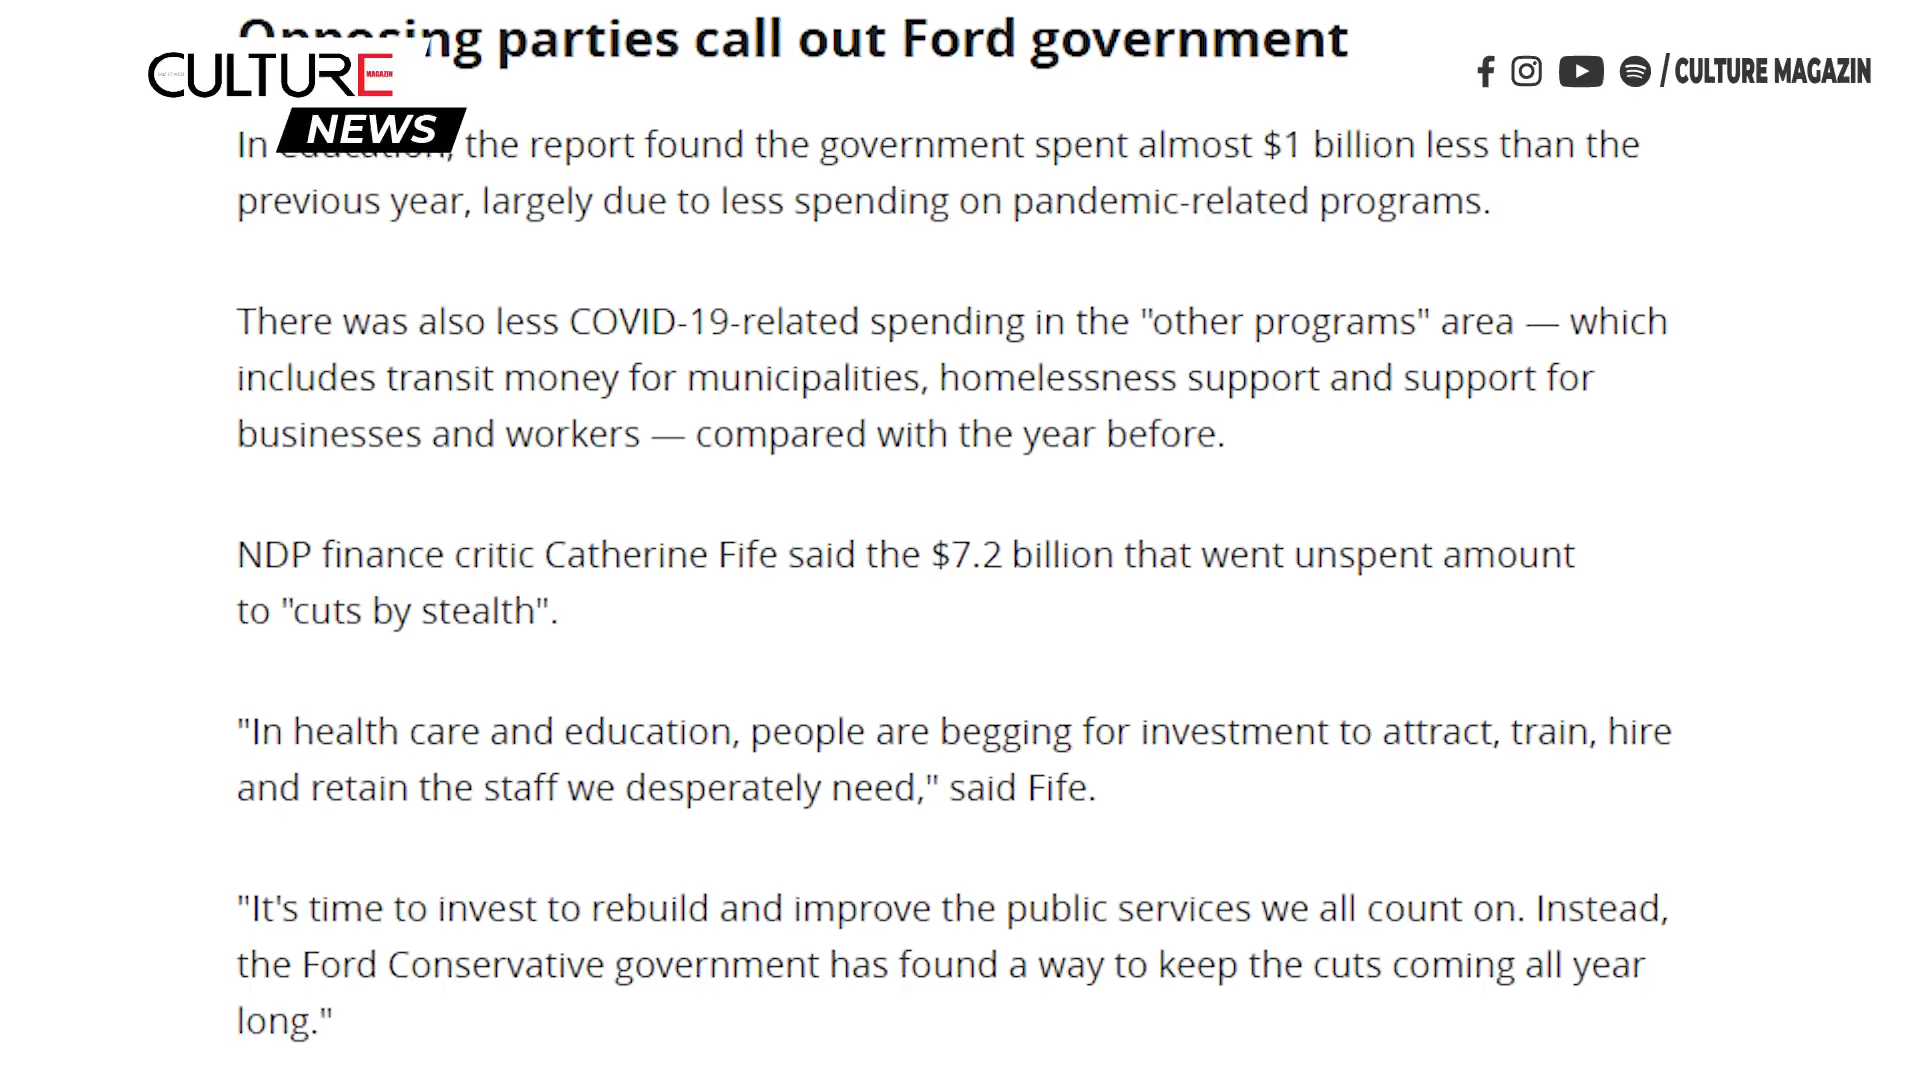 Opposing parties call out Ford government
CULTURE
MAGAZIN
NEWS
/ CULTURE MAGAZIN
In education, the report found the government spent almost $1 billion less than the
previous year, largely due to less spending on pandemic-related programs.
There was also less COVID-19-related spending in the "other programs" area — which
includes transit money for municipalities, homelessness support and support for
businesses and workers — compared with the year before.
NDP finance critic Catherine Fife said the $7.2 billion that went unspent amount
to "cuts by stealth".
"In health care and education, people are begging for investment to attract, train, hire
and retain the staff we desperately need," said Fife.
"It's time to invest to rebuild and improve the public services we all count on. Instead,
the Ford Conservative government has found a way to keep the cuts coming all year
long."